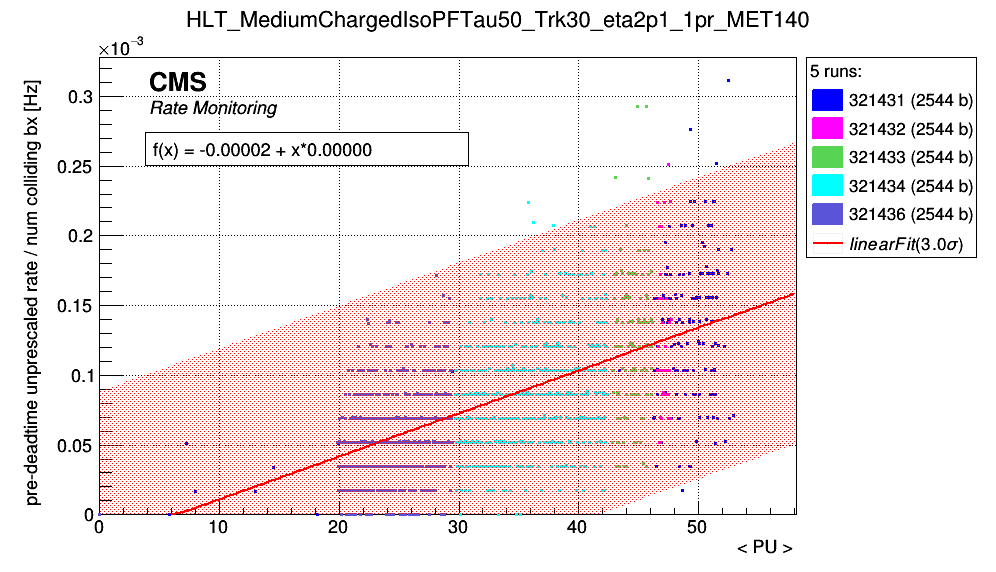 HLT_MediumChargedIsoPFTau50_Trk30_eta2p1_1pr_MET140
×10⁻³
pre-deadtime unprescaled rate / num colliding bx [Hz]
CMS
Rate Monitoring
f(x) = -0.00002 + x*0.00000
0.3
0.25
0.2
0.15
0.1
0.05
0
0 10 20 30 40 50
< PU >
5 runs:
321431 (2544 b)
321432 (2544 b)
321433 (2544 b)
321434 (2544 b)
321436 (2544 b)
linearFit(3.0σ)